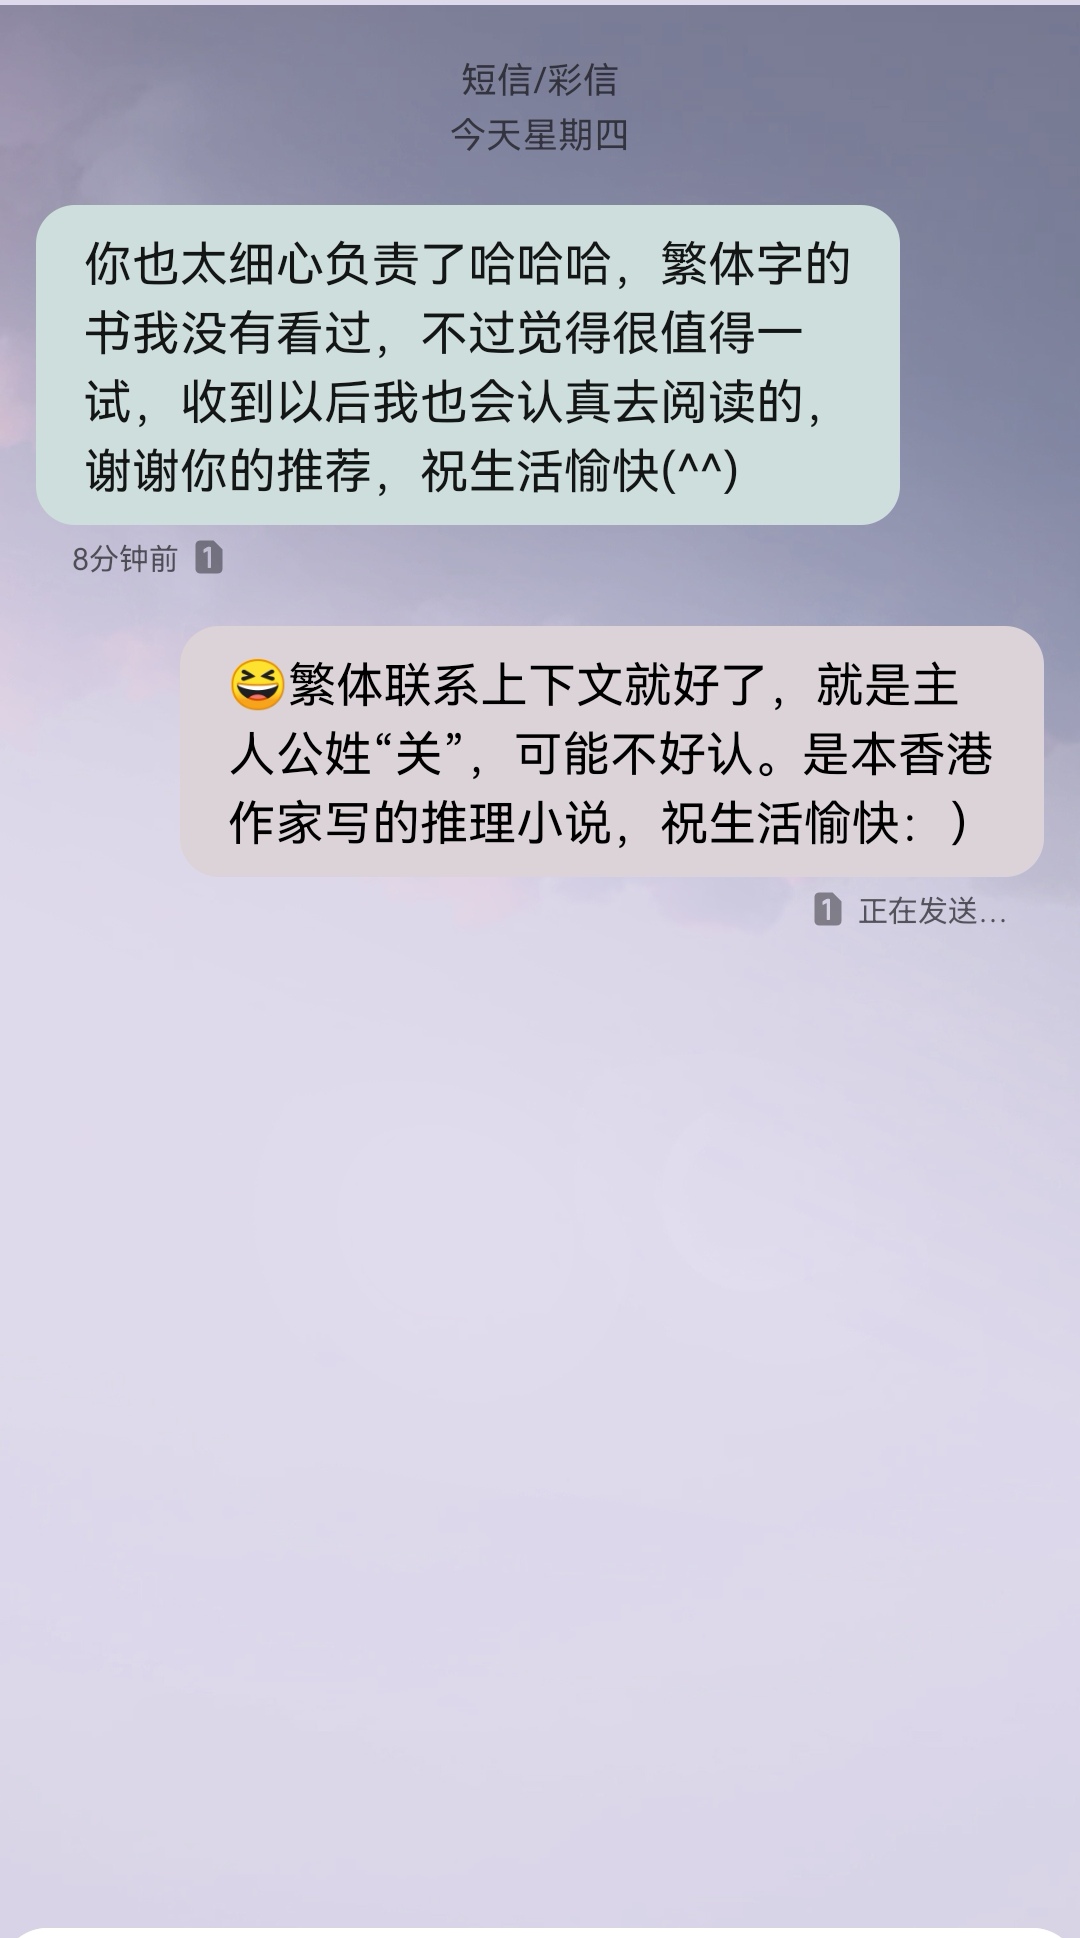 短信/彩信
今天星期四
你也太细心负责了哈哈哈，繁体字的
书我没有看过，不过觉得很值得一
试，收到以后我也会认真去阅读的，
谢谢你的推荐，祝生活愉快(^^)
8分钟前 1
😆繁体联系上下文就好了，就是主
人公姓“关”，可能不好认。是本香港
作家写的推理小说，祝生活愉快：)
1 正在发送...